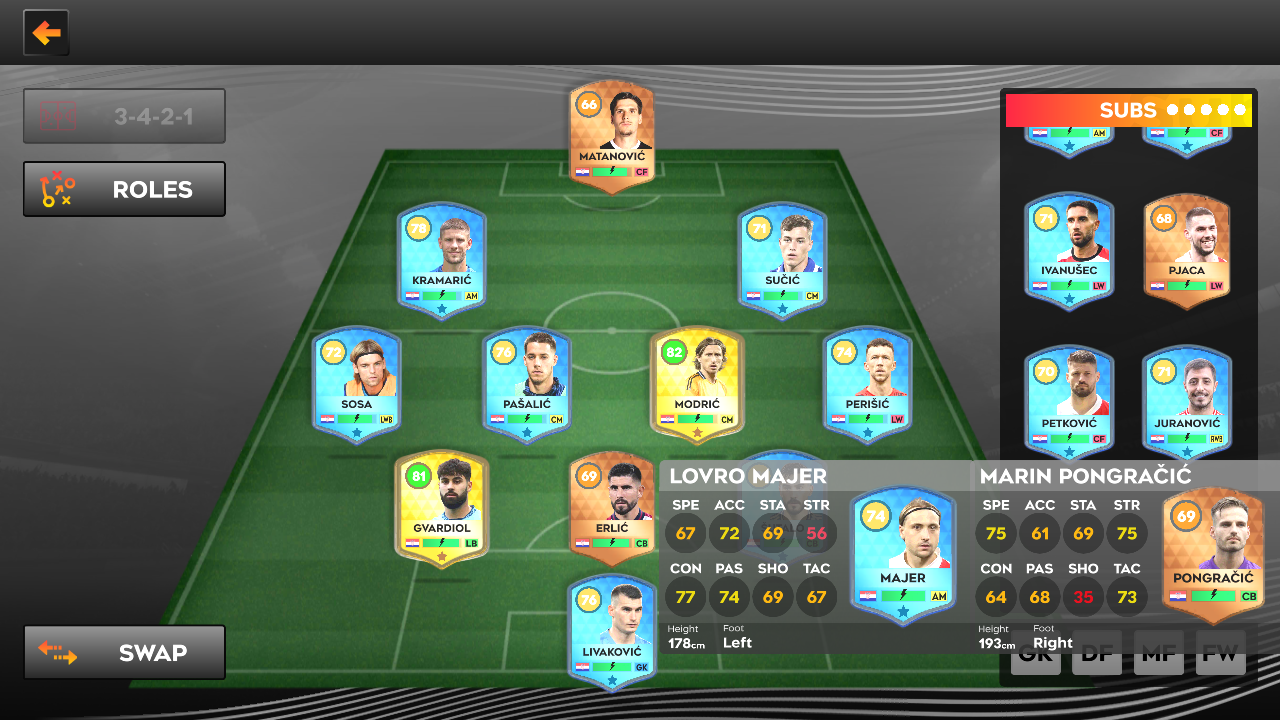 3-4-2-1
ROLES
SWAP
SUBS
66
MATANOVIĆ
CF
78
KRAMARIĆ
AM
71
SUČIĆ
CM
72
SOSA
LWB
76
PAŠALIĆ
CM
82
MODRIĆ
CM
74
PERIŠIĆ
LW
81
GVARDIOL
LB
69
ERLIĆ
CB
76
LIVAKOVIĆ
GK
AM
CF
71
IVANUŠEC
LW
68
PJACA
LW
70
PETKOVIĆ
CF
71
JURANOVIĆ
RWB
LOVRO MAJER
SPE ACC STA STR
67 72 69 56
CON PAS SHO TAC
77 74 69 67
Height Foot
178cm Left
74
MAJER
AM
MARIN PONGRAČIĆ
SPE ACC STA STR
75 61 69 75
CON PAS SHO TAC
64 68 35 73
Height Foot
193cm Right
69
PONGRAČIĆ
CB
GK DF MF FW